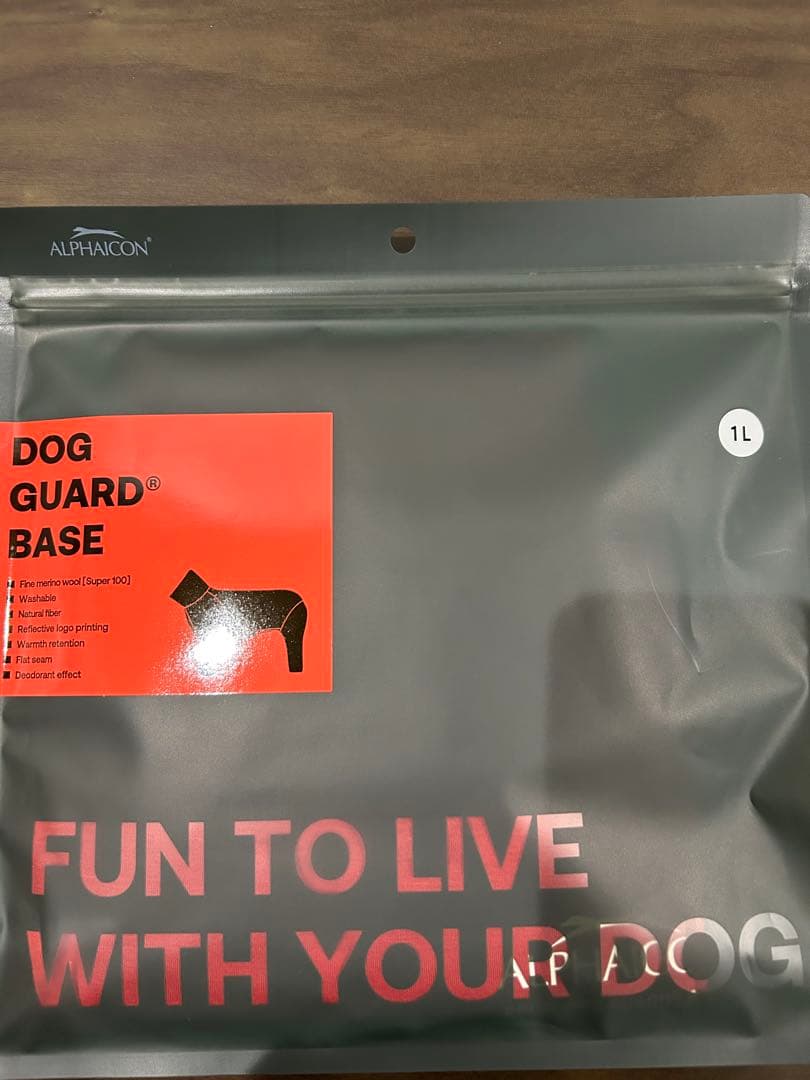 ALPHAICON®
1L
DOG
GUARD®
BASE
Fine merino wool [Super 100]
Washable
Natural fiber
Reflective logo printing
Warmth retention
Flat seam
Deodorant effect
FUN TO LIVE
WITH YOUR DOG
ALPHAICON